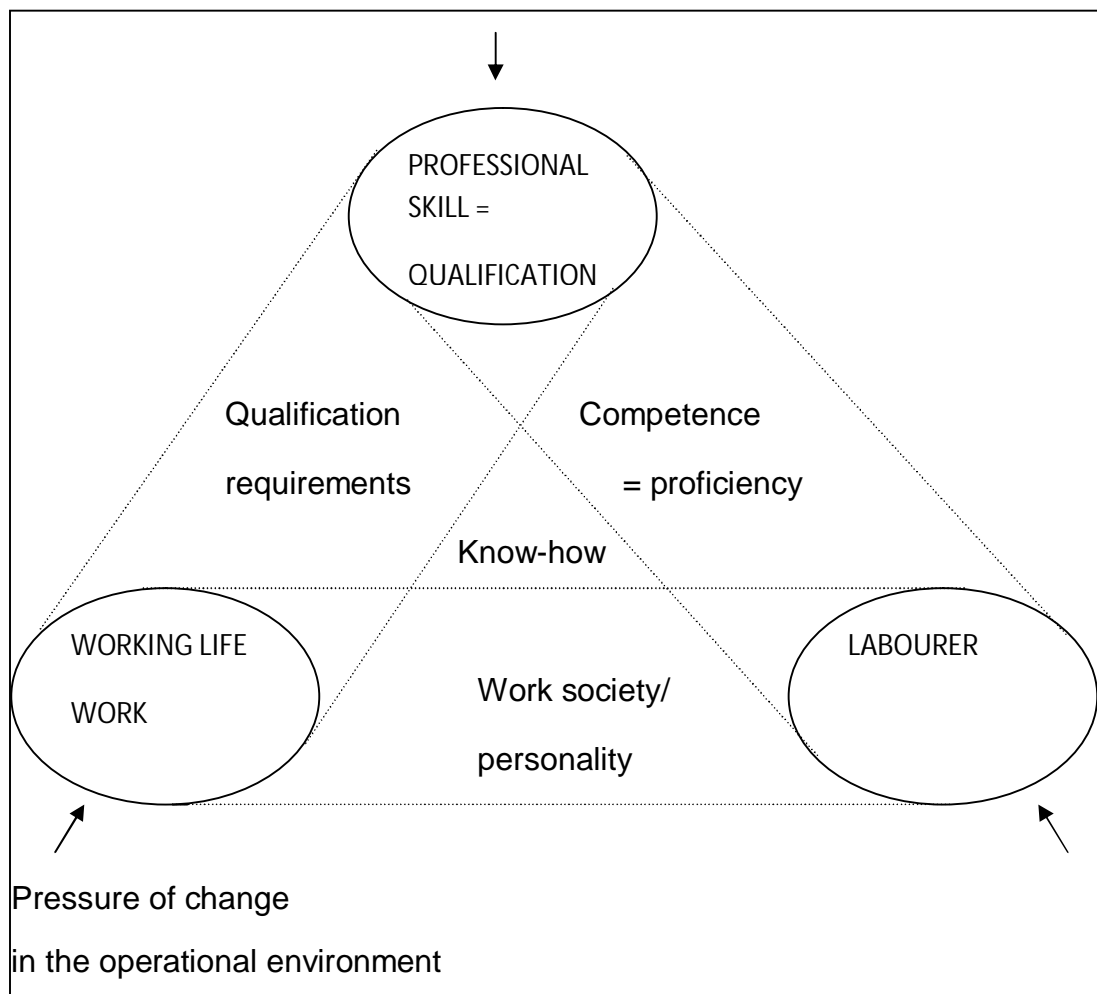 PROFESSIONAL
SKILL =
QUALIFICATION
Qualification
requirements
Competence
= proficiency
Know-how
WORKING LIFE
WORK
Work society/
personality
LABOURER
Pressure of change
in the operational environment